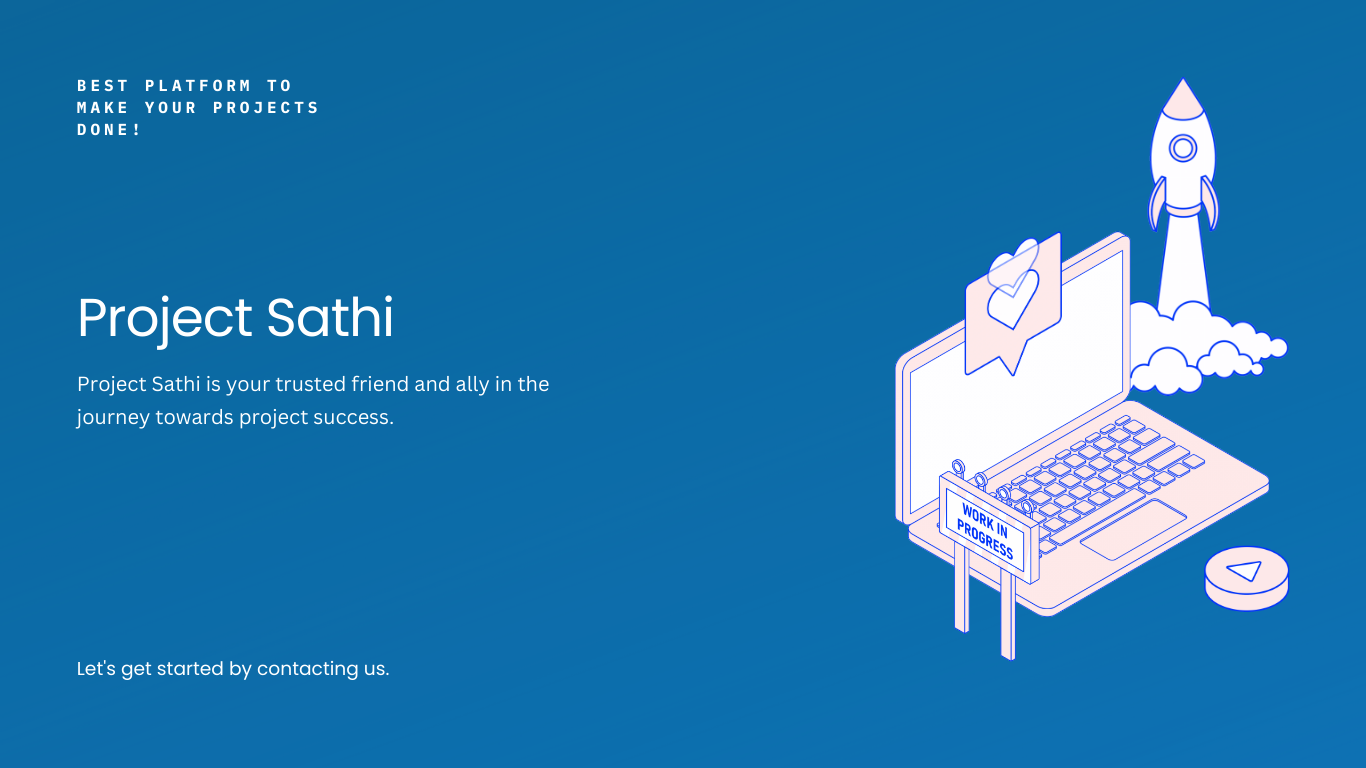 BEST PLATFORM TO
MAKE YOUR PROJECTS
DONE!
Project Sathi
Project Sathi is your trusted friend and ally in the
journey towards project success.
WORK IN
PROGRESS
Let's get started by contacting us.